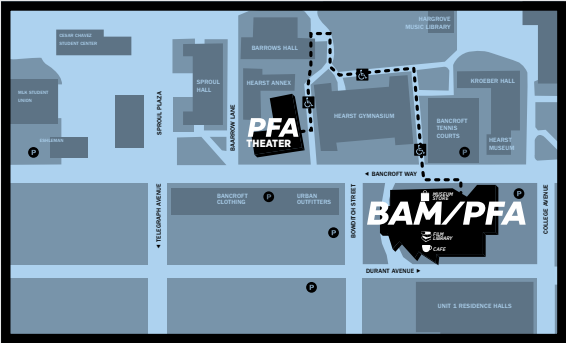 HARGROVE
MUSIC LIBRARY
CESAR CHAVEZ
STUDENT CENTER
BARROWS HALL
SPROUL
HALL
HEARST ANNEX
KROEBER HALL
MLK STUDENT
UNION
SPROUL PLAZA
BAARROW LANE
PFA
THEATER
HEARST GYMNASIUM
BANCROFT
TENNIS
COURTS
HEARST
MUSEUM
P
P
◄ BANCROFT WAY
TELEGRAPH AVENUE
BANCROFT
CLOTHING
P
URBAN
OUTFITTERS
BOWDITCH STREET
MUSEUM
STORE
P
BAM/PFA
COLLEGE AVENUE
P
FILM
LIBRARY
CAFE
DURANT AVENUE ►
P
UNIT 1 RESIDENCE HALLS